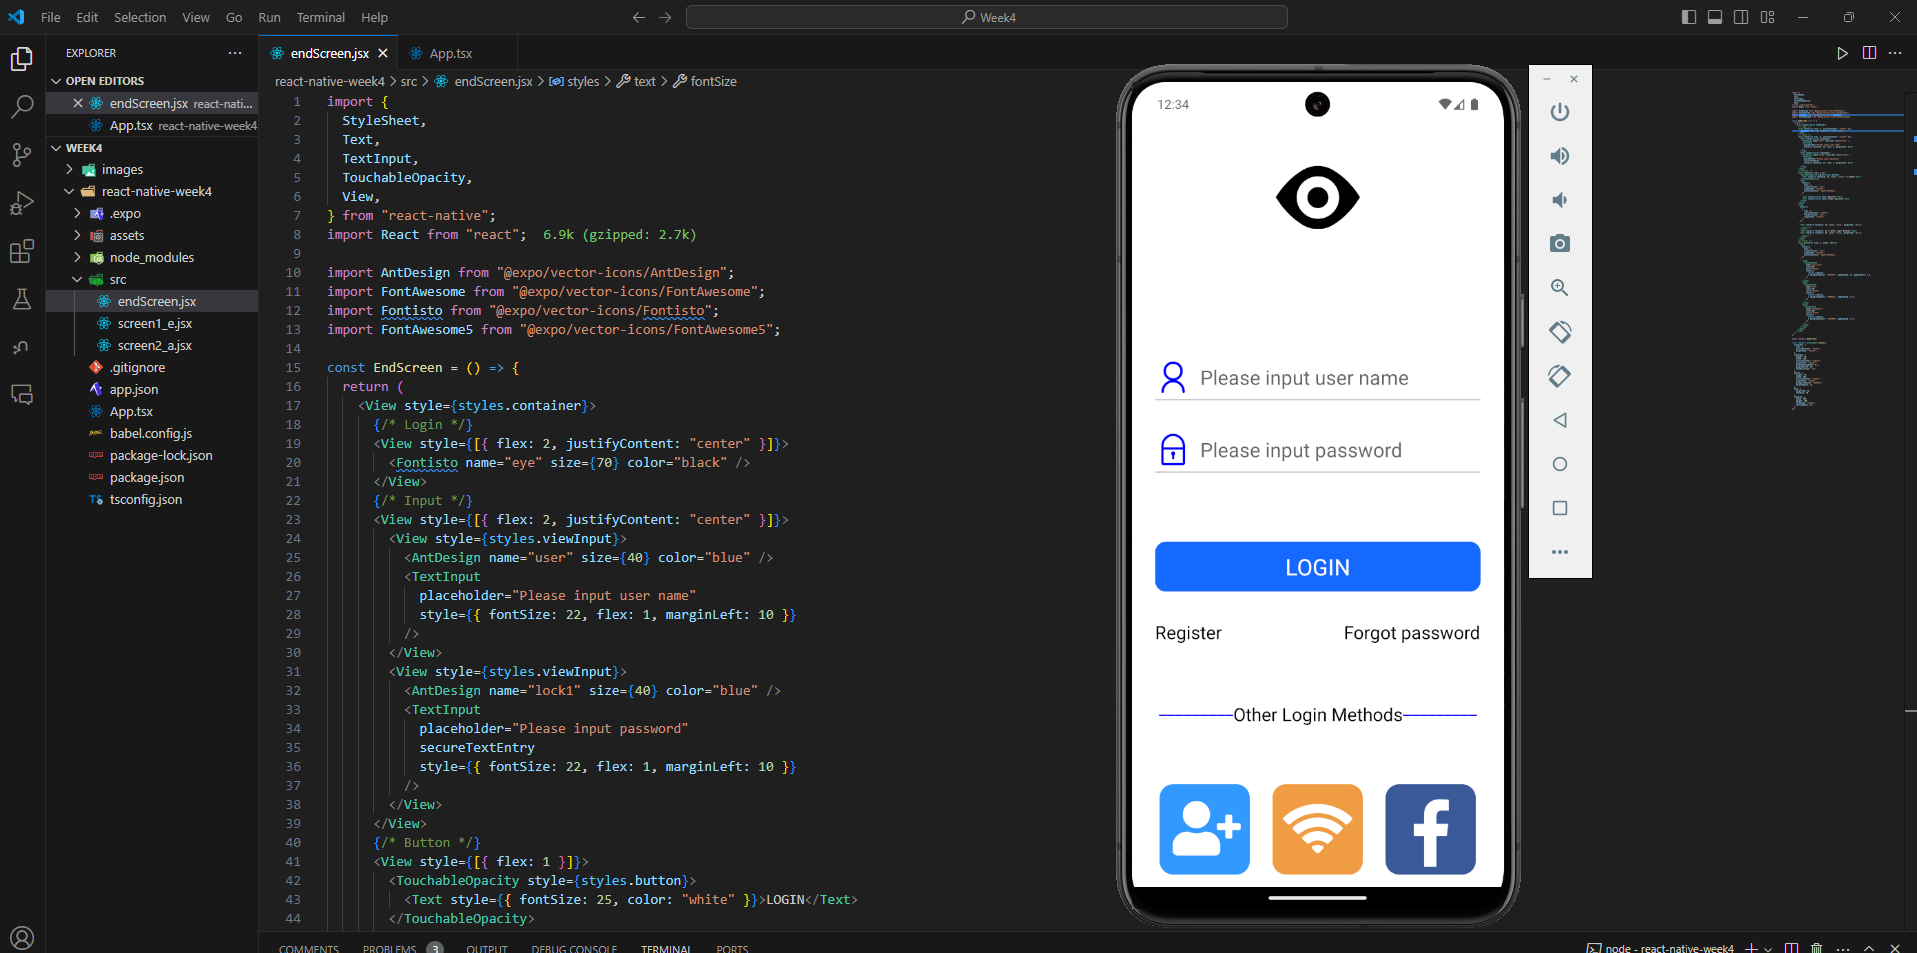 File Edit Selection View Go Run Terminal Help
Week4
EXPLORER
OPEN EDITORS
endScreen.jsx react-nati...
App.tsx react-native-week4
WEEK4
images
react-native-week4
.expo
assets
node_modules
src
endScreen.jsx
screen1_e.jsx
screen2_a.jsx
.gitignore
app.json
App.tsx
babel.config.js
package-lock.json
package.json
TS tsconfig.json
endScreen.jsx App.tsx
react-native-week4 > src > endScreen.jsx > styles > text > fontSize
1 import {
2 StyleSheet,
3 Text,
4 TextInput,
5 TouchableOpacity,
6 View,
7 } from "react-native";
8 import React from "react"; 6.9k (gzipped: 2.7k)
9
10 import AntDesign from "@expo/vector-icons/AntDesign";
11 import FontAwesome from "@expo/vector-icons/FontAwesome";
12 import Fontisto from "@expo/vector-icons/Fontisto";
13 import FontAwesome5 from "@expo/vector-icons/FontAwesome5";
14
15 const EndScreen = () => {
16 return (
17 <View style={styles.container}>
18 {/* Login */}
19 <View style={[{ flex: 2, justifyContent: "center" }]}>
20 <Fontisto name="eye" size={70} color="black" />
21 </View>
22 {/* Input */}
23 <View style={[{ flex: 2, justifyContent: "center" }]}>
24 <View style={styles.viewInput}>
25 <AntDesign name="user" size={40} color="blue" />
26 <TextInput
27 placeholder="Please input user name"
28 style={{ fontSize: 22, flex: 1, marginLeft: 10 }}
29 />
30 </View>
31 <View style={styles.viewInput}>
32 <AntDesign name="lock1" size={40} color="blue" />
33 <TextInput
34 placeholder="Please input password"
35 secureTextEntry
36 style={{ fontSize: 22, flex: 1, marginLeft: 10 }}
37 />
38 </View>
39 </View>
40 {/* Button */}
41 <View style={[{ flex: 1 }]}>
42 <TouchableOpacity style={styles.button}>
43 <Text style={{ fontSize: 25, color: "white" }}>LOGIN</Text>
44 </TouchableOpacity>
12:34
Please input user name
Please input password
LOGIN
Register Forgot password
Other Login Methods
COMMENTS PROBLEMS 3 OUTPUT DEBUG CONSOLE TERMINAL PORTS
node - react-native-week4